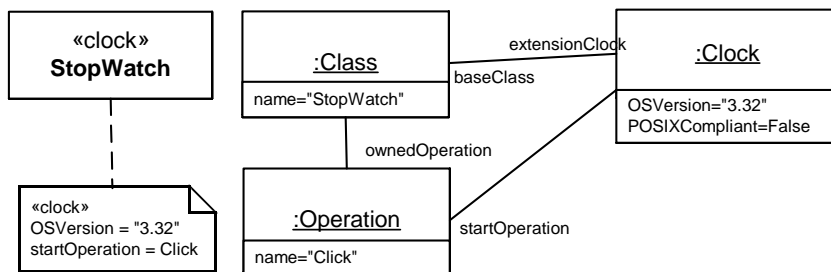 «clock»
StopWatch
«clock»
OSVersion = "3.32"
startOperation = Click
:Class
name="StopWatch"
extensionClock
baseClass
:Clock
OSVersion="3.32"
POSIXCompliant=False
ownedOperation
:Operation
name="Click"
startOperation